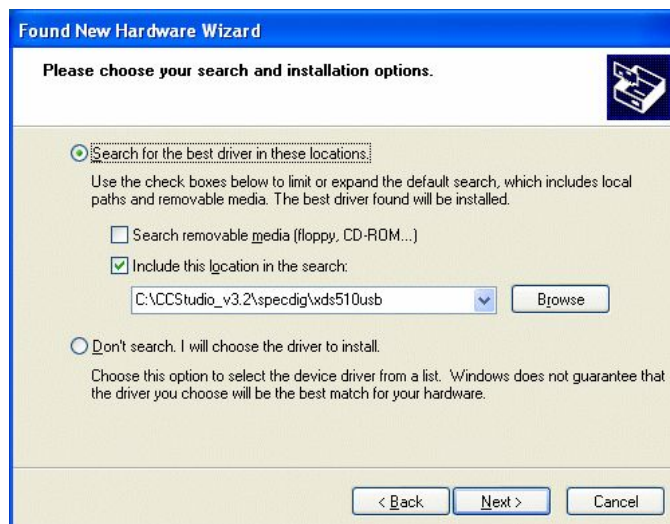 Found New Hardware Wizard
Please choose your search and installation options.
Search for the best driver in these locations.
Use the check boxes below to limit or expand the default search, which includes local
paths and removable media. The best driver found will be installed.
Search removable media (floppy, CD-ROM...)
Include this location in the search:
C:\CCStudio_v3.2\specdig\xds510usb
Browse
Don't search. I will choose the driver to install.
Choose this option to select the device driver from a list. Windows does not guarantee that
the driver you choose will be the best match for your hardware.
< Back
Next >
Cancel